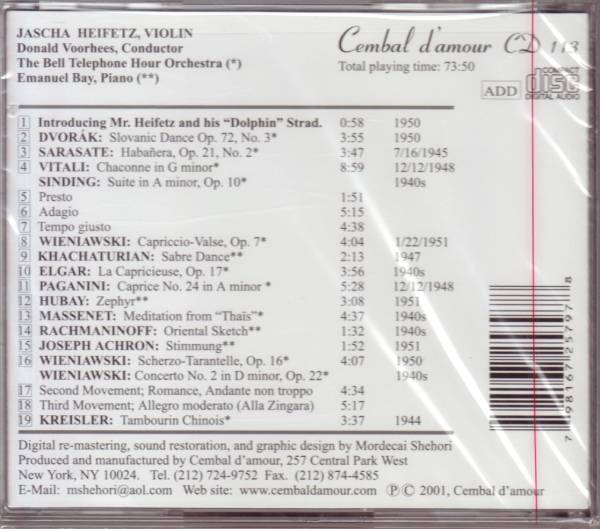 JASCHA HEIFETZ, VIOLIN
Donald Voorhees, Conductor
The Bell Telephone Hour Orchestra (*)
Emanuel Bay, Piano (**)
Cembal d'amour CD 113
Total playing time: 73:50
ADD
COMPACT
disc
DIGITAL AUDIO
1 Introducing Mr. Heifetz and his “Dolphin” Strad. 0:58 1950
2 DVOŘÁK: Slovanic Dance Op. 72, No. 3* 3:55 1950
3 SARASATE: Habañera, Op. 21, No. 2* 3:47 7/16/1945
4 VITALI: Chaconne in G minor* 8:59 12/12/1948
SINDING: Suite in A minor, Op. 10* 1940s
5 Presto 1:51
6 Adagio 5:15
7 Tempo giusto 4:38
8 WIENIAWSKI: Capriccio-Valse, Op. 7* 4:04 1/22/1951
9 KHACHATURIAN: Sabre Dance** 2:13 1947
10 ELGAR: La Capricieuse, Op. 17* 3:56 1940s
11 PAGANINI: Caprice No. 24 in A minor * 5:28 12/12/1948
12 HUBAY: Zephyr** 3:08 1951
13 MASSENET: Meditation from “Thaïs”* 4:37 1940s
14 RACHMANINOFF: Oriental Sketch** 1:32 1940s
15 JOSEPH ACHRON: Stimmung** 1:52 1951
16 WIENIAWSKI: Scherzo-Tarantelle, Op. 16* 4:07 1950
WIENIAWSKI: Concerto No. 2 in D minor, Op. 22* 1940s
17 Second Movement; Romance, Andante non troppo 4:34
18 Third Movement; Allegro moderato (Alla Zingara) 5:17
19 KREISLER: Tambourin Chinois* 3:37 1944
Digital re-mastering, sound restoration, and graphic design by Mordecai Shehori
Produced and manufactured by Cembal d'amour, 257 Central Park West
New York, NY 10024. Tel. (212) 724-9752 Fax. (212) 874-4585
E-Mail: mshehori@aol.com Web site: www.cembaldamour.com Ⓟ © 2001, Cembal d'amour